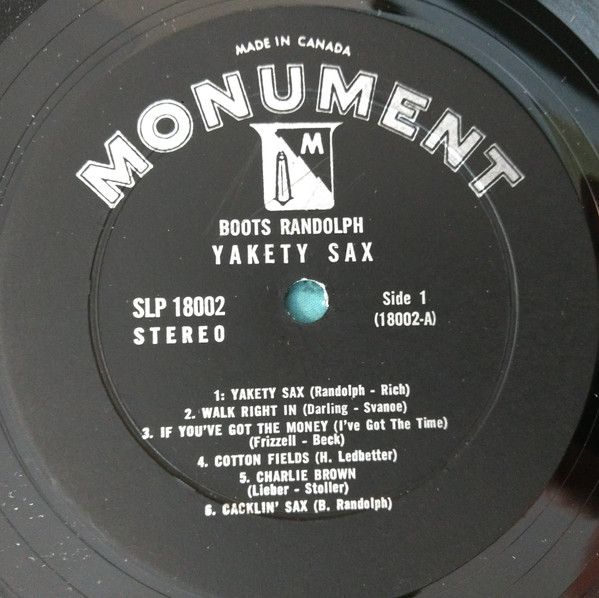 MADE IN CANADA
MONUMENT
M
BOOTS RANDOLPH
YAKETY SAX
SLP 18002
STEREO
Side 1
(18002-A)
1: YAKETY SAX (Randolph - Rich)
2. WALK RIGHT IN (Darling - Svanoe)
3. IF YOU'VE GOT THE MONEY (I've Got The Time)
(Frizzell - Beck)
4. COTTON FIELDS (H. Ledbetter)
5. CHARLIE BROWN
(Lieber - Stoller)
6. CACKLIN' SAX (B. Randolph)